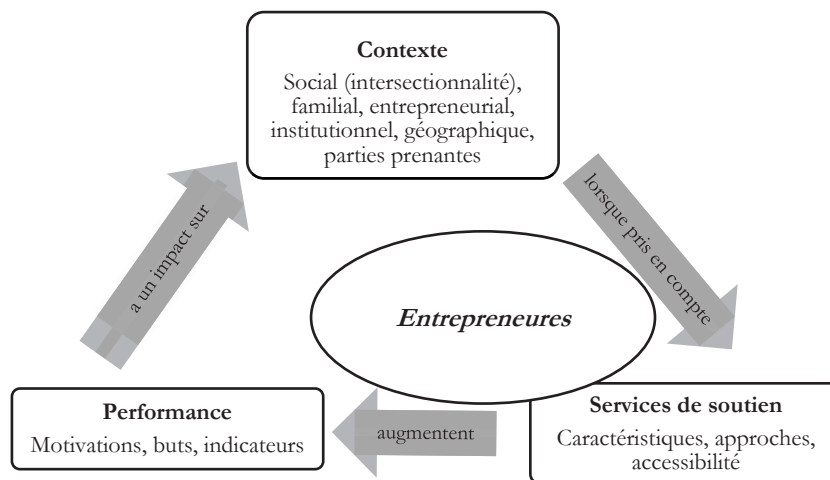 Contexte
Social (intersectionnalité),
familial, entrepreneurial,
institutionnel, géographique,
parties prenantes
a un impact sur
lorsque pris en compte
Entrepreneures
Performance
Motivations, buts, indicateurs
augmentent
Services de soutien
Caractéristiques, approches,
accessibilité